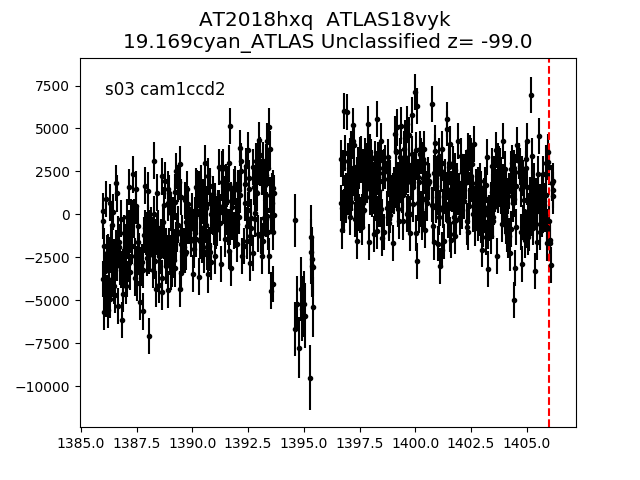 AT2018hxq  ATLAS18vyk
19.169cyan_ATLAS Unclassified z= -99.0
s03 cam1ccd2
7500
5000
2500
0
−2500
−5000
−7500
−10000
1385.0 1387.5 1390.0 1392.5 1395.0 1397.5 1400.0 1402.5 1405.0